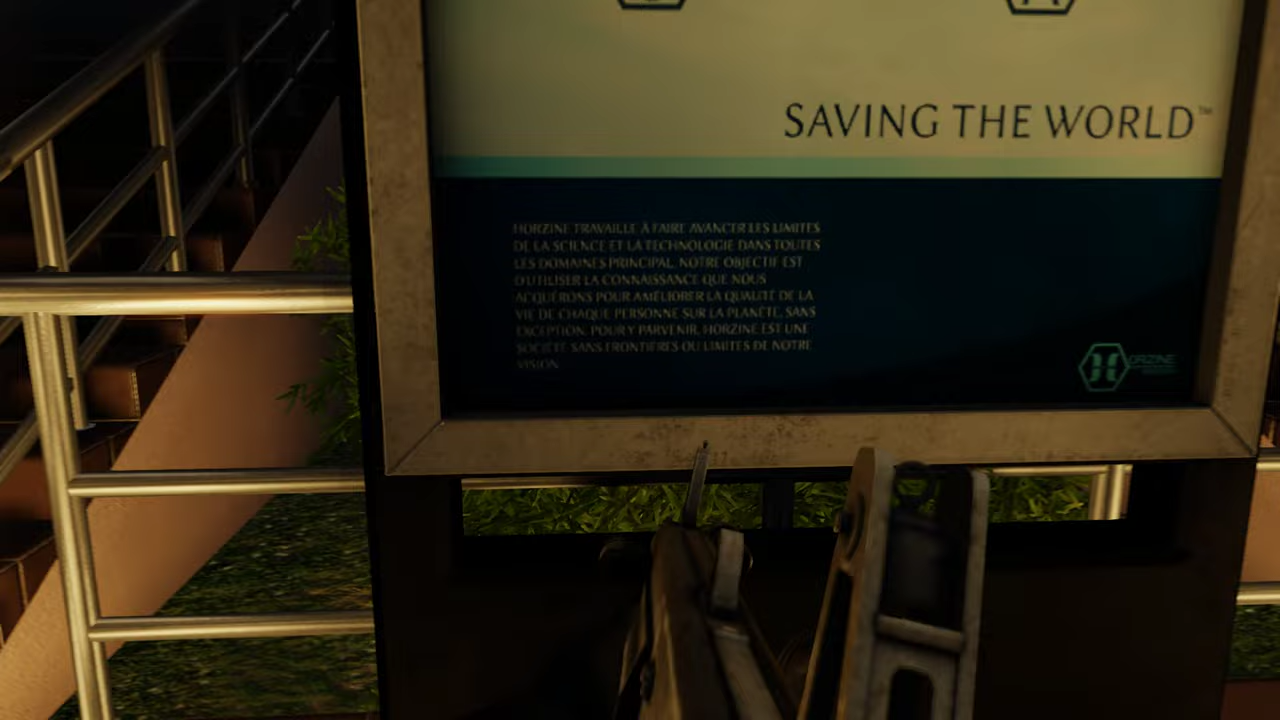 SAVING THE WORLD™
HORZINE TRAVAILLE À FAIRE AVANCER LES LIMITES
DE LA SCIENCE ET LA TECHNOLOGIE DANS TOUTES
LES DOMAINES PRINCIPAL. NOTRE OBJECTIF EST
D'UTILISER LA CONNAISSANCE QUE NOUS
ACQUÉRONS POUR AMÉLIORER LA QUALITÉ DE LA
VIE DE CHAQUE PERSONNE SUR LA PLANÈTE, SANS
EXCEPTION. POUR Y PARVENIR, HORZINE EST UNE
SOCIÉTÉ SANS FRONTIÈRES OU LIMITES DE NOTRE
VISION
HORZINE